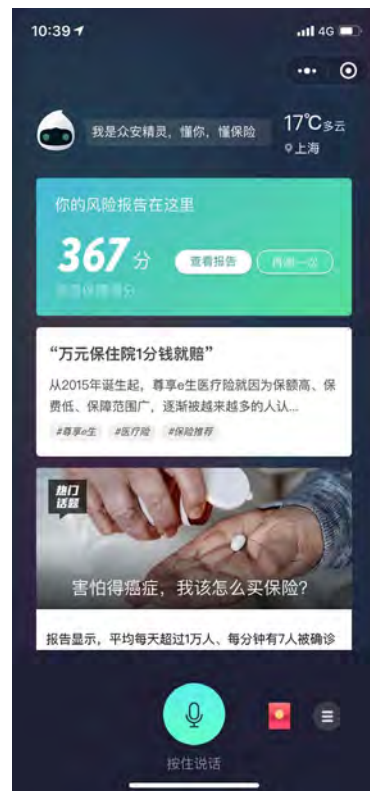 10:39
4G
我是众安精灵，懂你，懂保险
17℃多云
上海
你的风险报告在这里
367分
查看报告
再测一次
“万元保住院1分钱就赔”
从2015年诞生起，尊享e生医疗险就因为保额高、保
费低、保障范围广，逐渐被越来越多的人认...
#尊享e生 #医疗险 #保险推荐
热门
话题
害怕得癌症，我该怎么买保险？
报告显示，平均每天超过1万人、每分钟有7人被确诊
按住说话